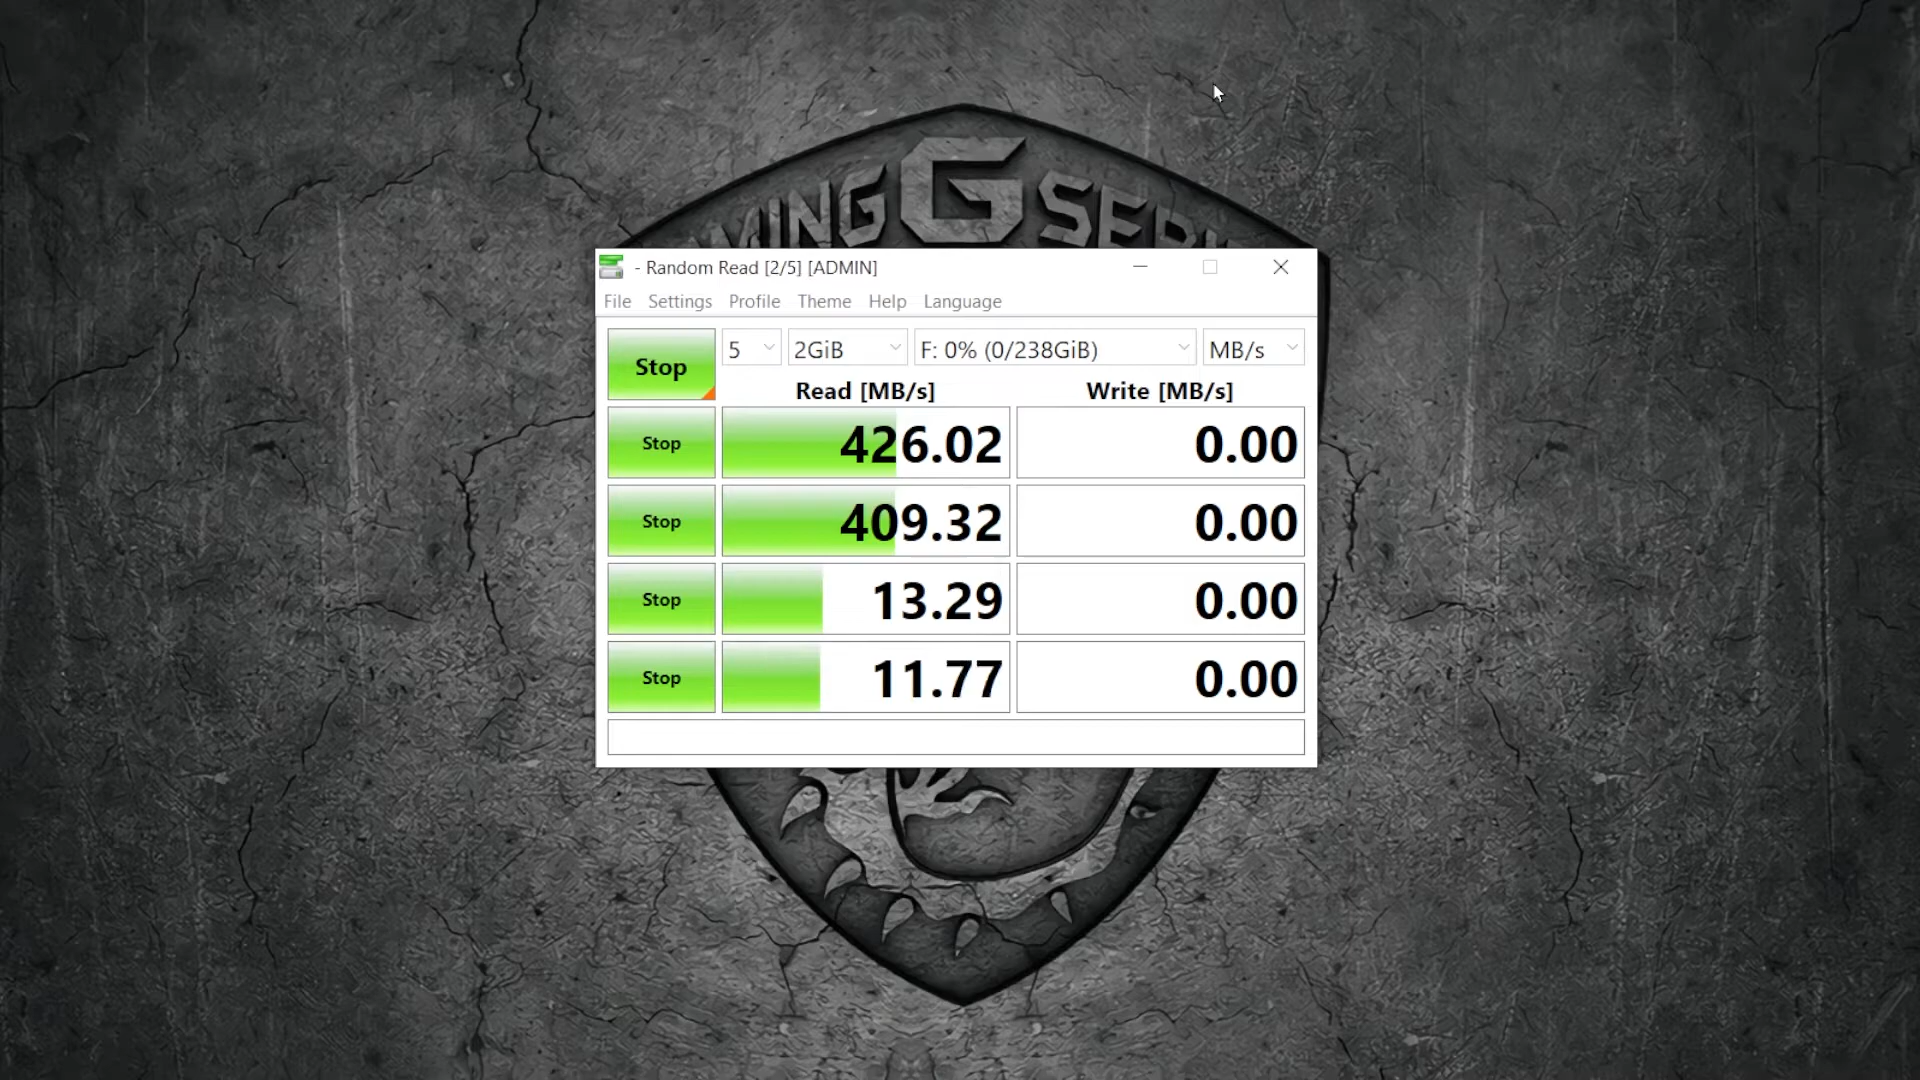 G
SERI
- Random Read [2/5] [ADMIN]
File Settings Profile Theme Help Language
Stop 5 2GiB F: 0% (0/238GiB) MB/s
Read [MB/s] Write [MB/s]
Stop 426.02 0.00
Stop 409.32 0.00
Stop 13.29 0.00
Stop 11.77 0.00